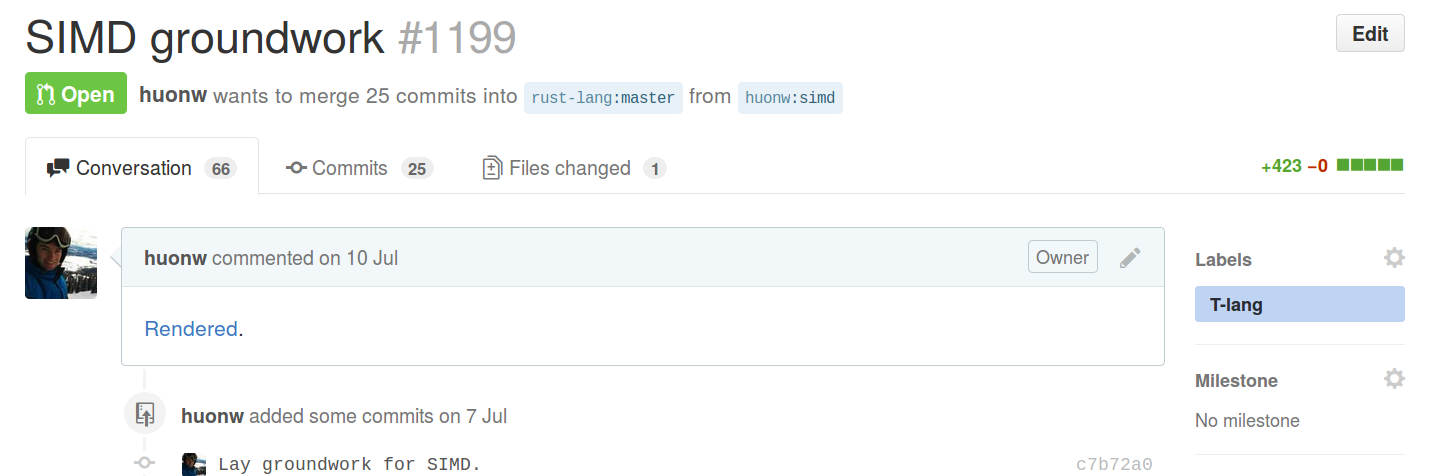 SIMD groundwork #1199 Edit
Open huonw wants to merge 25 commits into rust-lang:master from huonw:simd
Conversation 66 Commits 25 Files changed 1 +423 −0
huonw commented on 10 Jul Owner
Labels
T-lang
Rendered.
Milestone
No milestone
huonw added some commits on 7 Jul
Lay groundwork for SIMD. c7b72a0